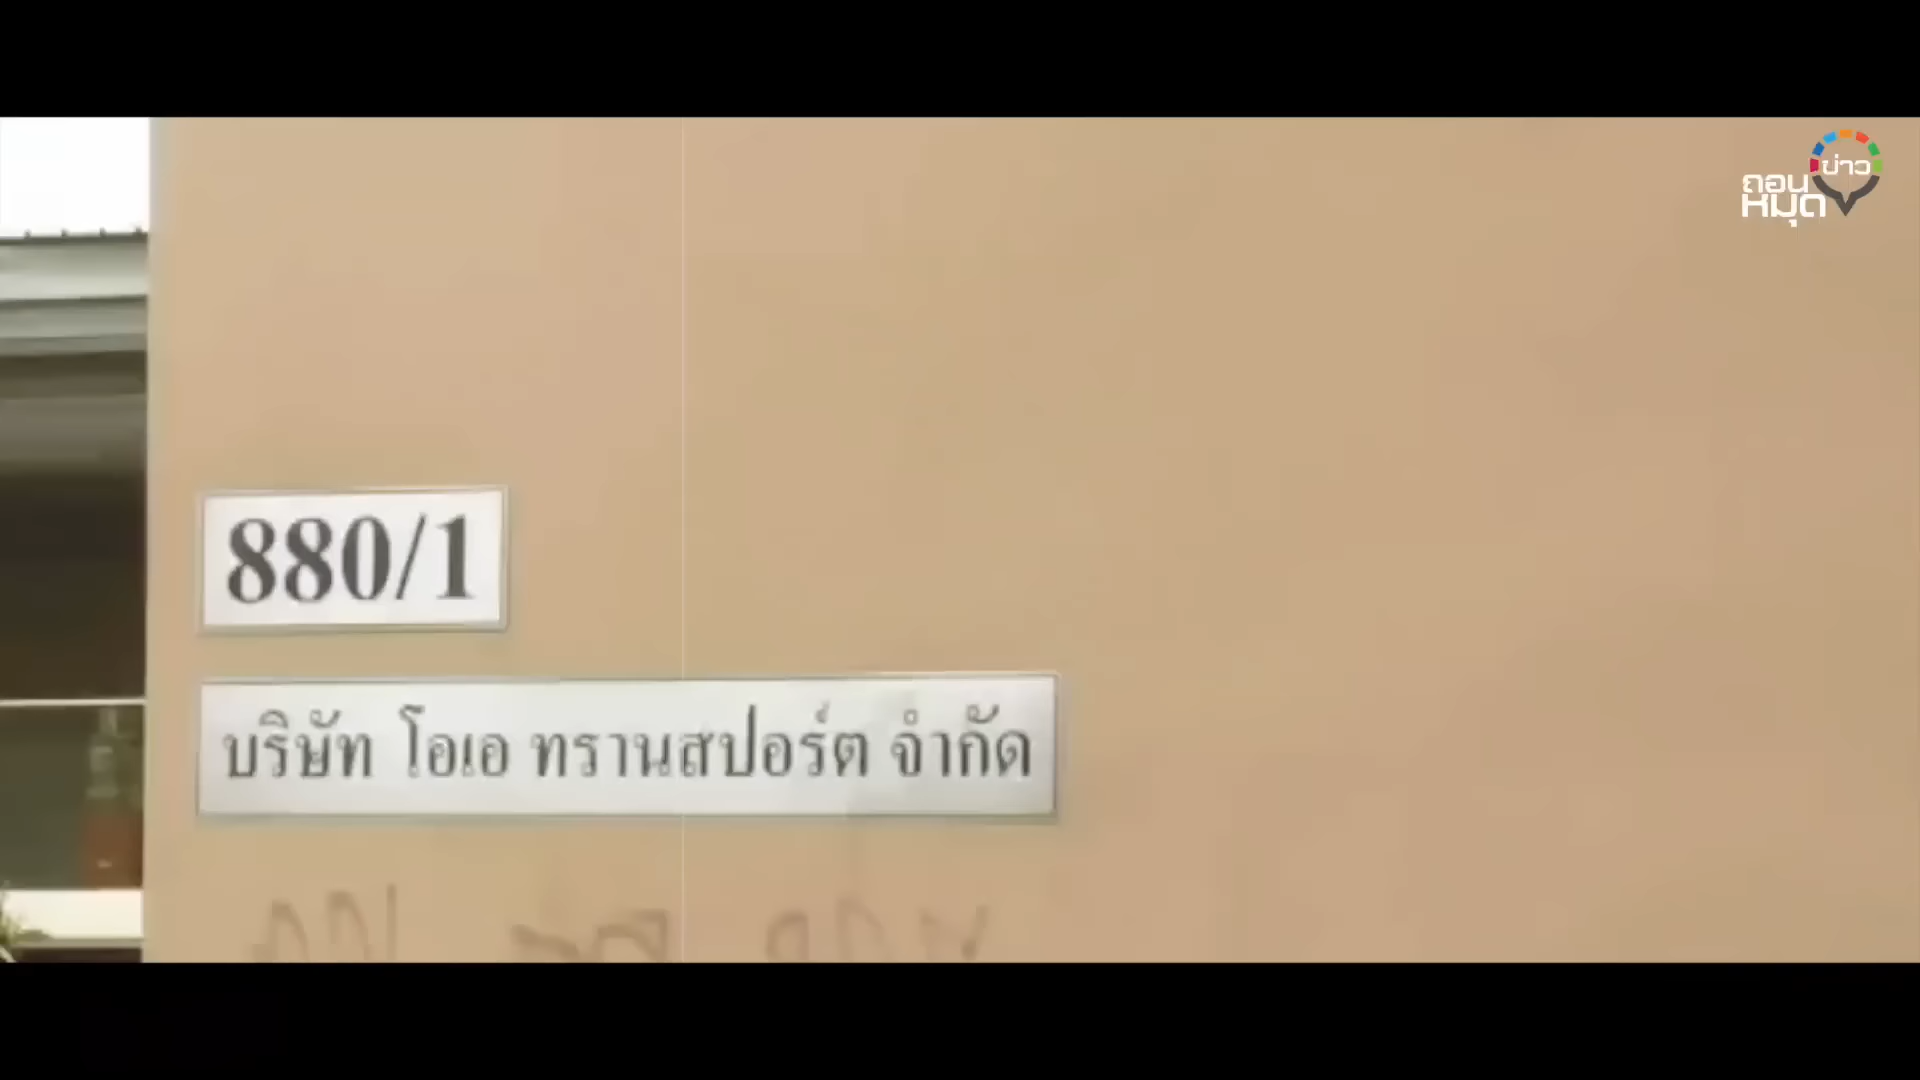 ถอน
หมุด
ข่าว
880/1
บริษัท โอเอ ทรานสปอร์ต จำกัด